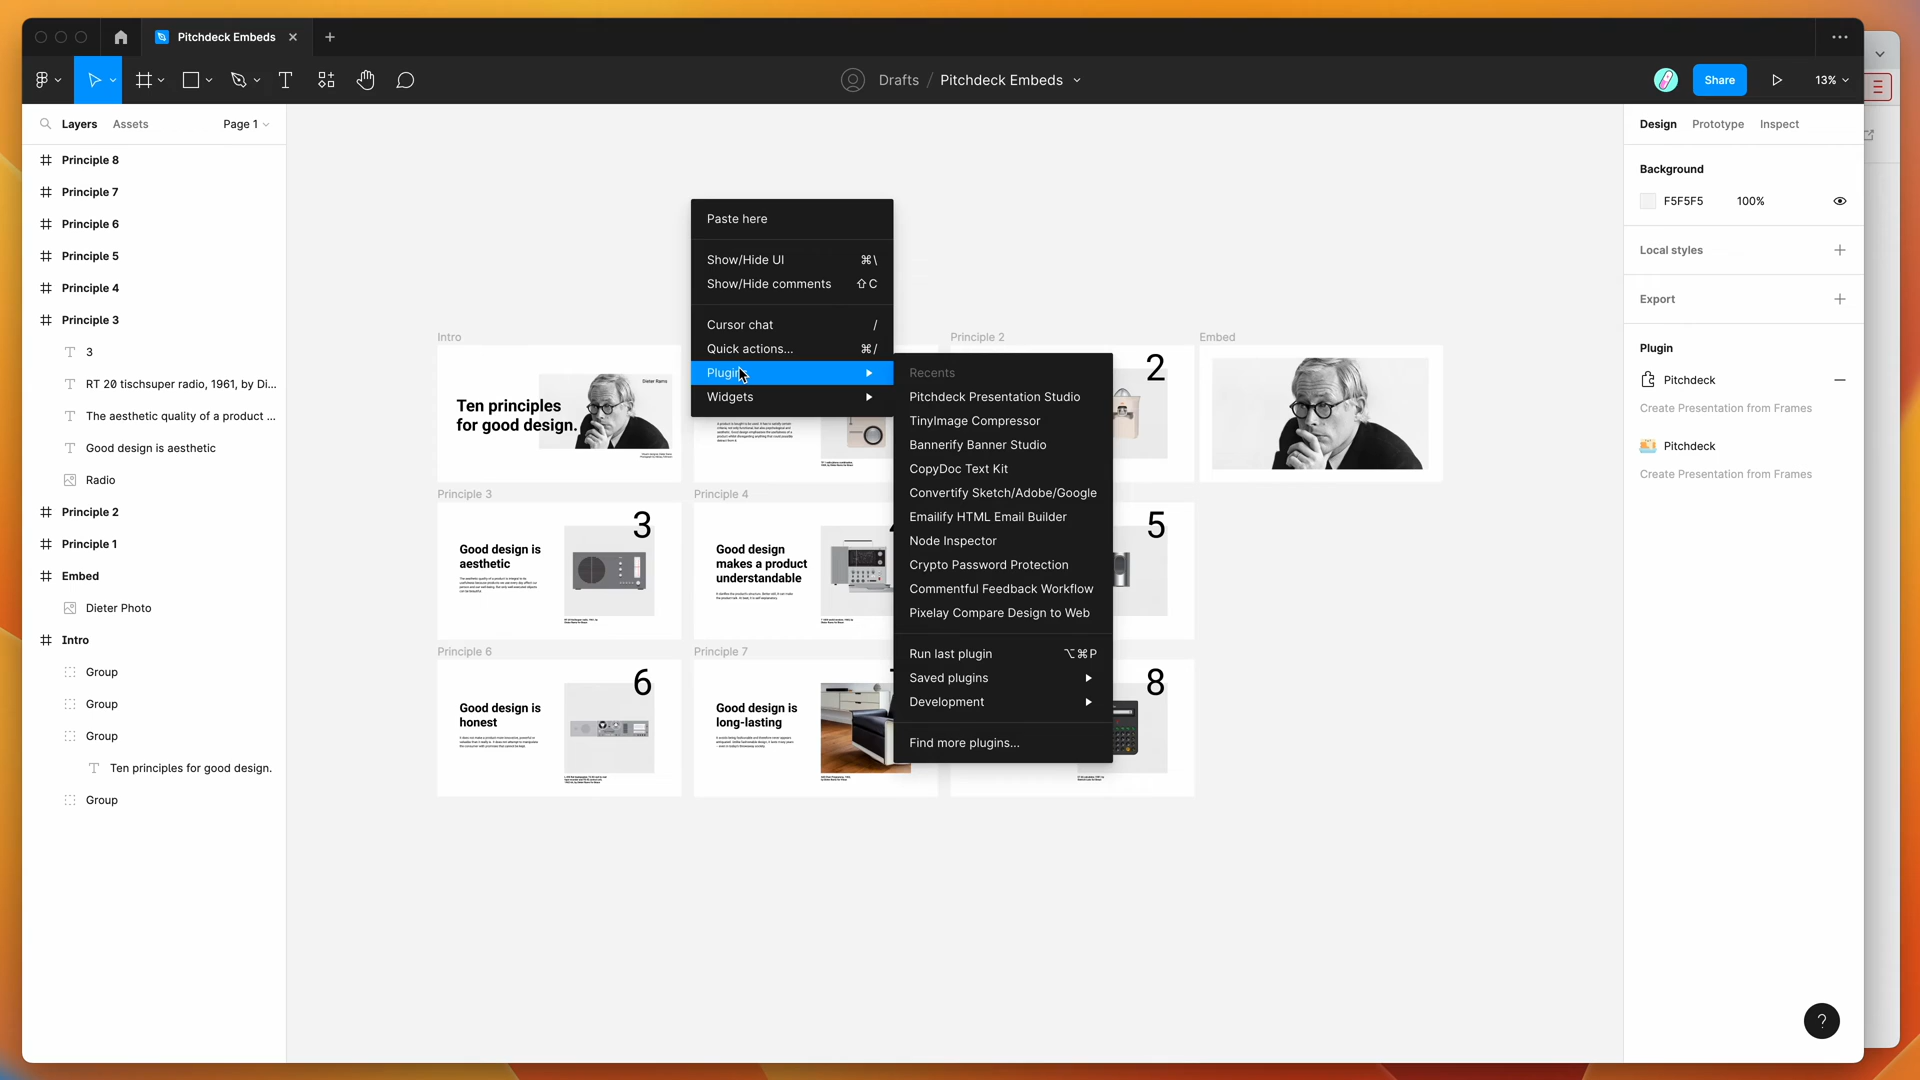 Pitchdeck Embeds
Drafts / Pitchdeck Embeds
Share
13%
Layers
Assets
Page 1
Principle 8
Principle 7
Principle 6
Principle 5
Principle 4
Principle 3
3
RT 20 tischsuper radio, 1961, by Di...
The aesthetic quality of a product ...
Good design is aesthetic
Radio
Principle 2
Principle 1
Embed
Dieter Photo
Intro
Group
Group
Group
Ten principles for good design.
Group
Paste here
Show/Hide UI ⌘\
Show/Hide comments ⇧C
Cursor chat /
Quick actions... ⌘/
Widgets
Recents
Pitchdeck Presentation Studio
TinyImage Compressor
Bannerify Banner Studio
CopyDoc Text Kit
Convertify Sketch/Adobe/Google
Emailify HTML Email Builder
Node Inspector
Crypto Password Protection
Commentful Feedback Workflow
Pixelay Compare Design to Web
Run last plugin ⌥⌘P
Saved plugins
Development
Find more plugins...
Intro
Dieter Rams
Ten principles
for good design.
Principle 2
2
Embed
Principle 3
3
Good design is
aesthetic
Principle 4
Good design
makes a product
understandable
5
Principle 6
6
Good design is
honest
Principle 7
Good design is
long-lasting
8
Design
Prototype
Inspect
Background
F5F5F5
100%
Local styles
Export
Plugin
Pitchdeck
Create Presentation from Frames
Pitchdeck
Create Presentation from Frames
?